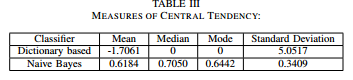 TABLE III
MEASURES OF CENTRAL TENDENCY:
Classifier Mean Median Mode Standard Deviation
Dictionary based -1.7061 0 0 5.0517
Naive Bayes 0.6184 0.7050 0.6442 0.3409